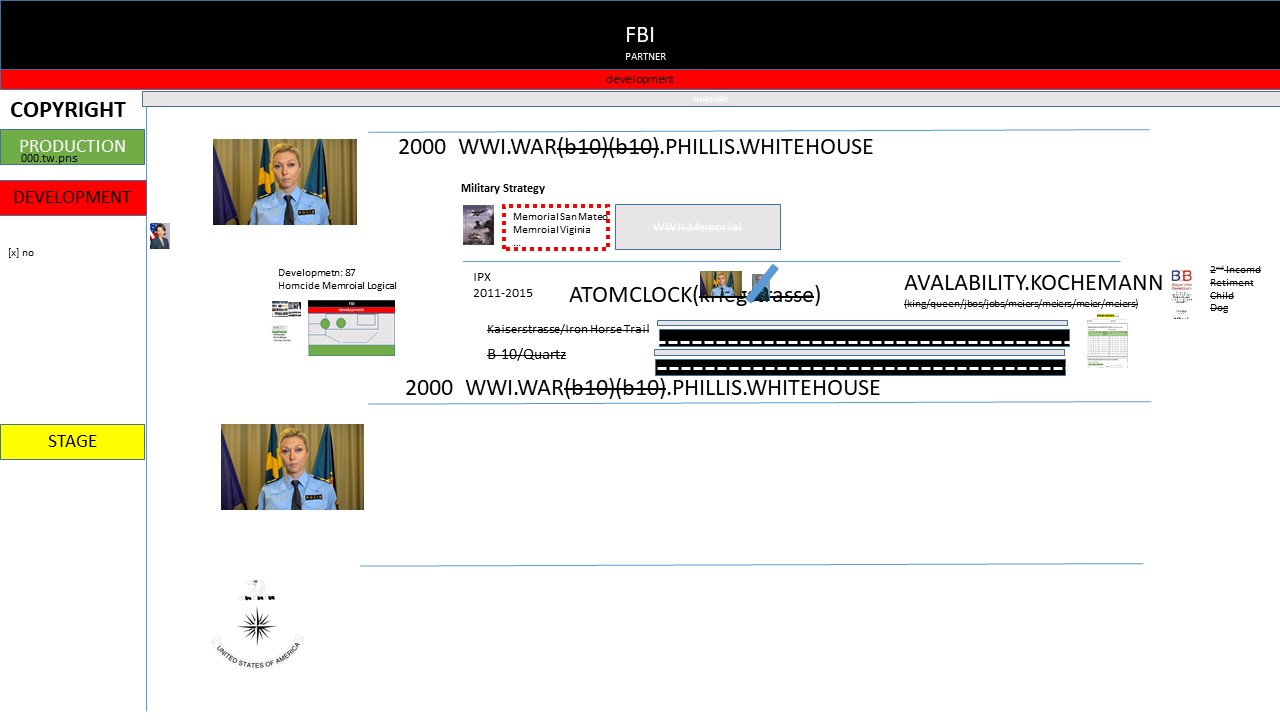 FBI
PARTNER
development
outside
COPYRIGHT
PRODUCTION
000.tw.pns
DEVELOPMENT
[x] no
STAGE
2000 WWI.WAR(b10)(b10).PHILLIS.WHITEHOUSE
Military Strategy
Memorial San Mateo
Memroial Viginia
...
WWII.Memorial
Developmetn: 87
Homcide Memroial Logical
FBI
development
IPX
2011-2015
ATOMCLOCK(kriegstrasse)
AVALABILITY.KOCHEMANN
(king/queen/jbos/jobs/meiers/meiers/meier/meiers)
BB
2nd Incomd
Retiment
Child
Dog
Kaiserstrasse/Iron Horse Trail
B-10/Quartz
2000 WWI.WAR(b10)(b10).PHILLIS.WHITEHOUSE
UNITED STATES OF AMERICA